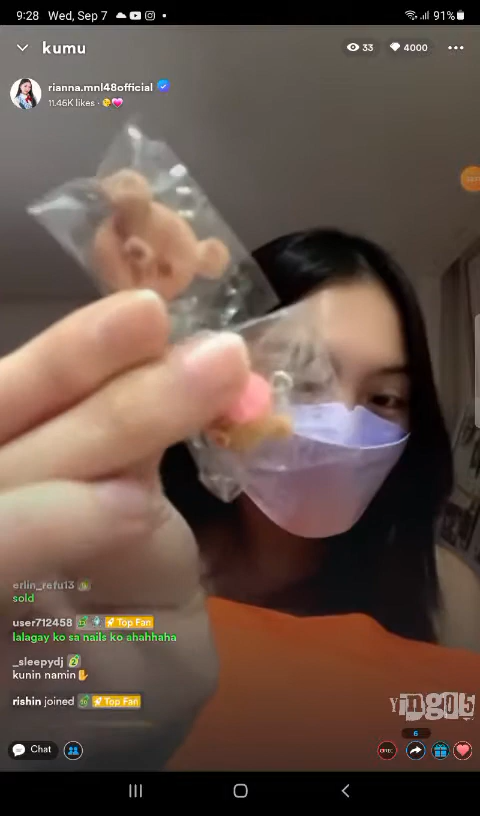 9:28 Wed, Sep 7 91%
kumu 33 4000
rianna.mnl48official
11.46K likes
erlin_refu13
sold
user712458 Top Fan
lalagay ko sa nails ko ahahhaha
_sleepydj
kunin namin
rishin joined Top Fan
Yingo5
6
Chat